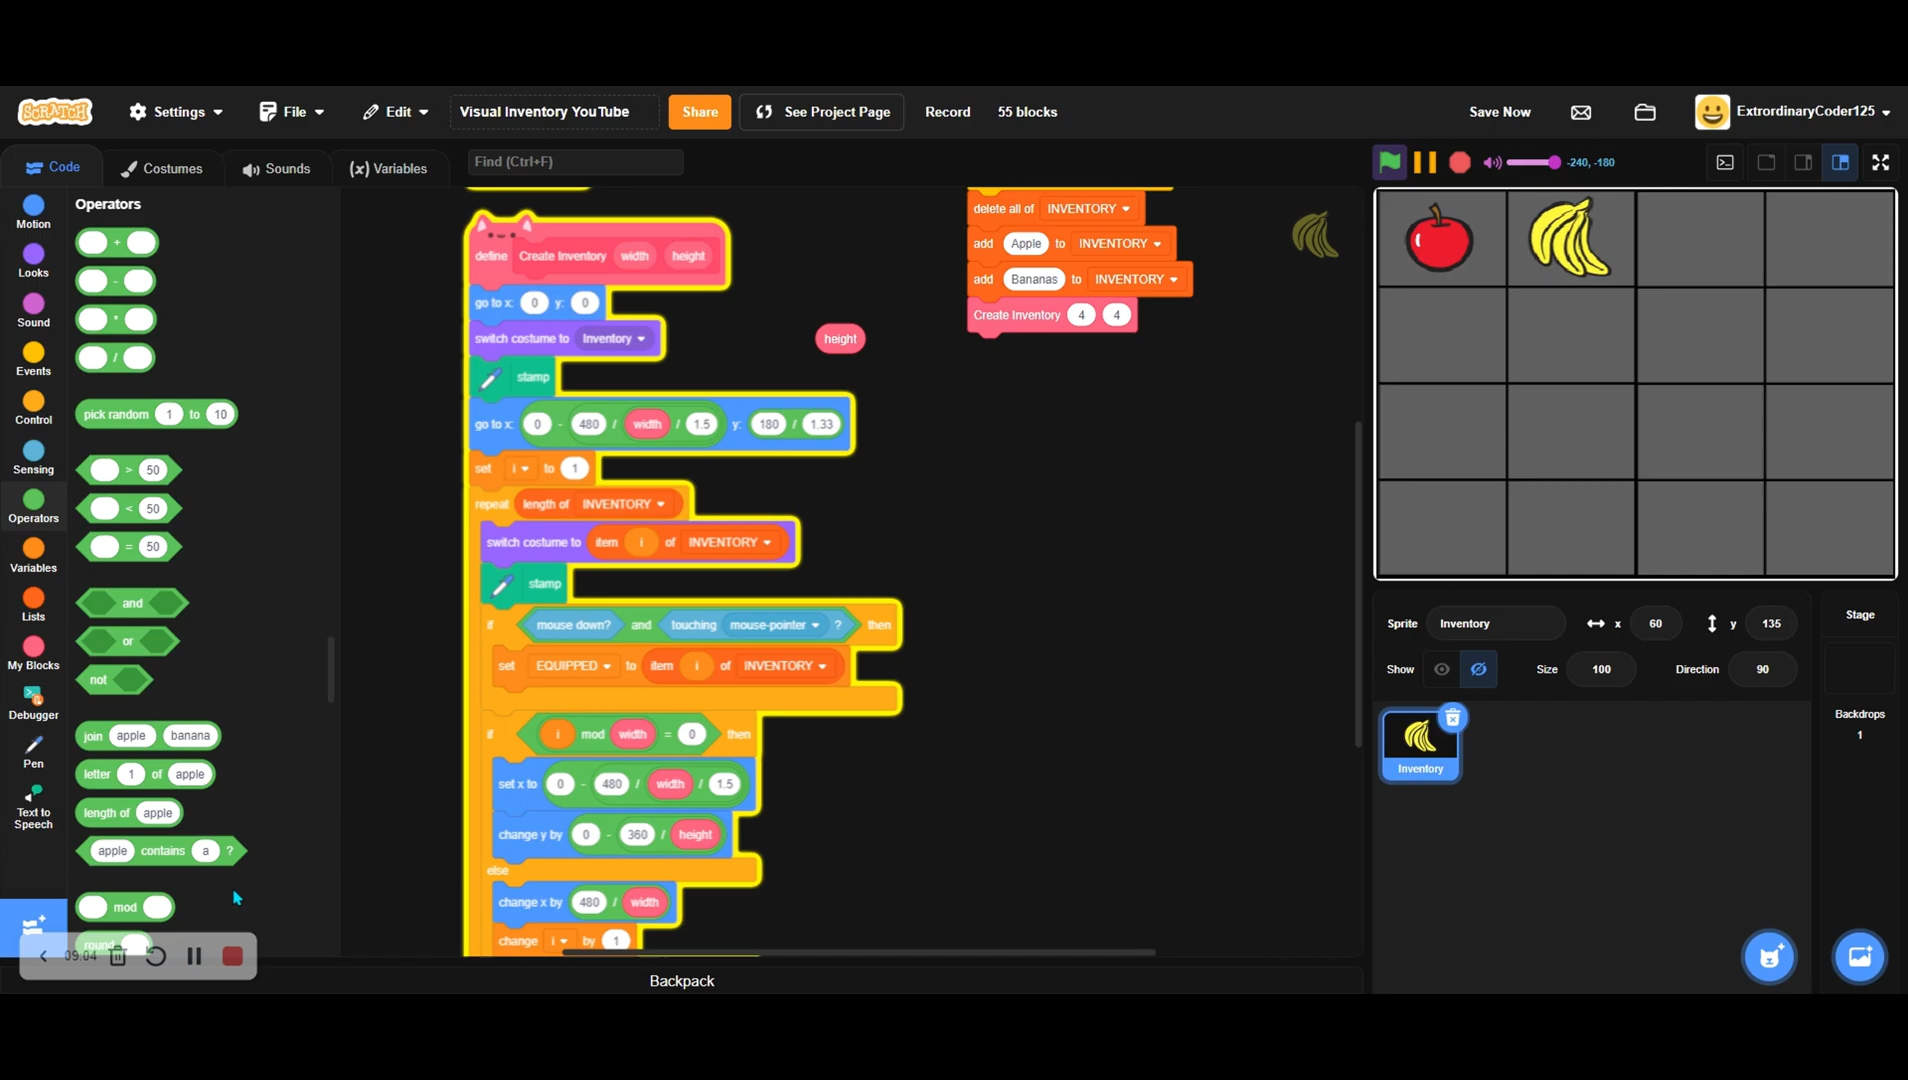 SCRATCH
Settings
File
Edit
Visual Inventory YouTube
Share
See Project Page
Record
55 blocks
Save Now
ExtrordinaryCoder125
Code
Costumes
Sounds
(x) Variables
Find (Ctrl+F)
-240, -180
Motion
Looks
Sound
Events
Control
Sensing
Operators
Variables
Lists
My Blocks
Debugger
Pen
Text to
Speech
Operators
+
-
*
/
pick random 1 to 10
> 50
< 50
= 50
and
or
not
join apple banana
letter 1 of apple
length of apple
apple contains a ?
mod
round
09:04
define Create Inventory width height
go to x: 0 y: 0
switch costume to Inventory
stamp
go to x: 0 - 480 / width / 1.5 y: 180 / 1.33
set i to 1
repeat length of INVENTORY
switch costume to item i of INVENTORY
stamp
if mouse down? and touching mouse-pointer ? then
set EQUIPPED to item i of INVENTORY
if i mod width = 0 then
set x to 0 - 480 / width / 1.5
change y by 0 - 360 / height
else
change x by 480 / width
change i by 1
height
delete all of INVENTORY
add Apple to INVENTORY
add Bananas to INVENTORY
Create Inventory 4 4
Backpack
Sprite Inventory x 60 y 135
Show Size 100 Direction 90
Inventory
Stage
Backdrops
1